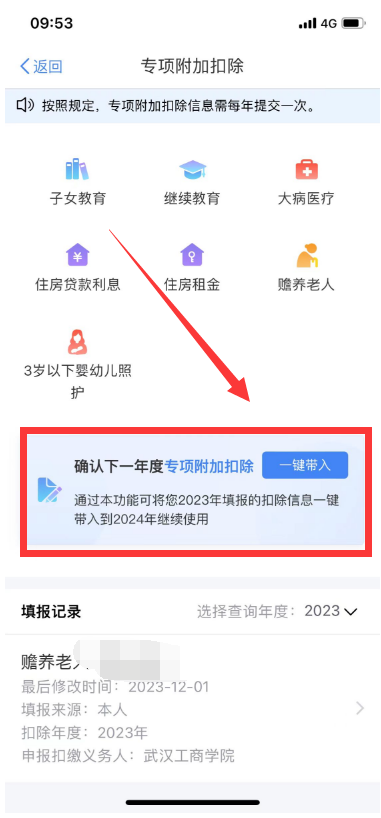 09:53
4G
返回
专项附加扣除
按照规定，专项附加扣除信息需每年提交一次。
子女教育
继续教育
大病医疗
住房贷款利息
住房租金
赡养老人
3岁以下婴幼儿照
护
确认下一年度专项附加扣除
一键带入
通过本功能可将您2023年填报的扣除信息一键
带入到2024年继续使用
填报记录
选择查询年度：2023
赡养老人
最后修改时间：2023-12-01
填报来源：本人
扣除年度：2023年
申报扣缴义务人：武汉工商学院